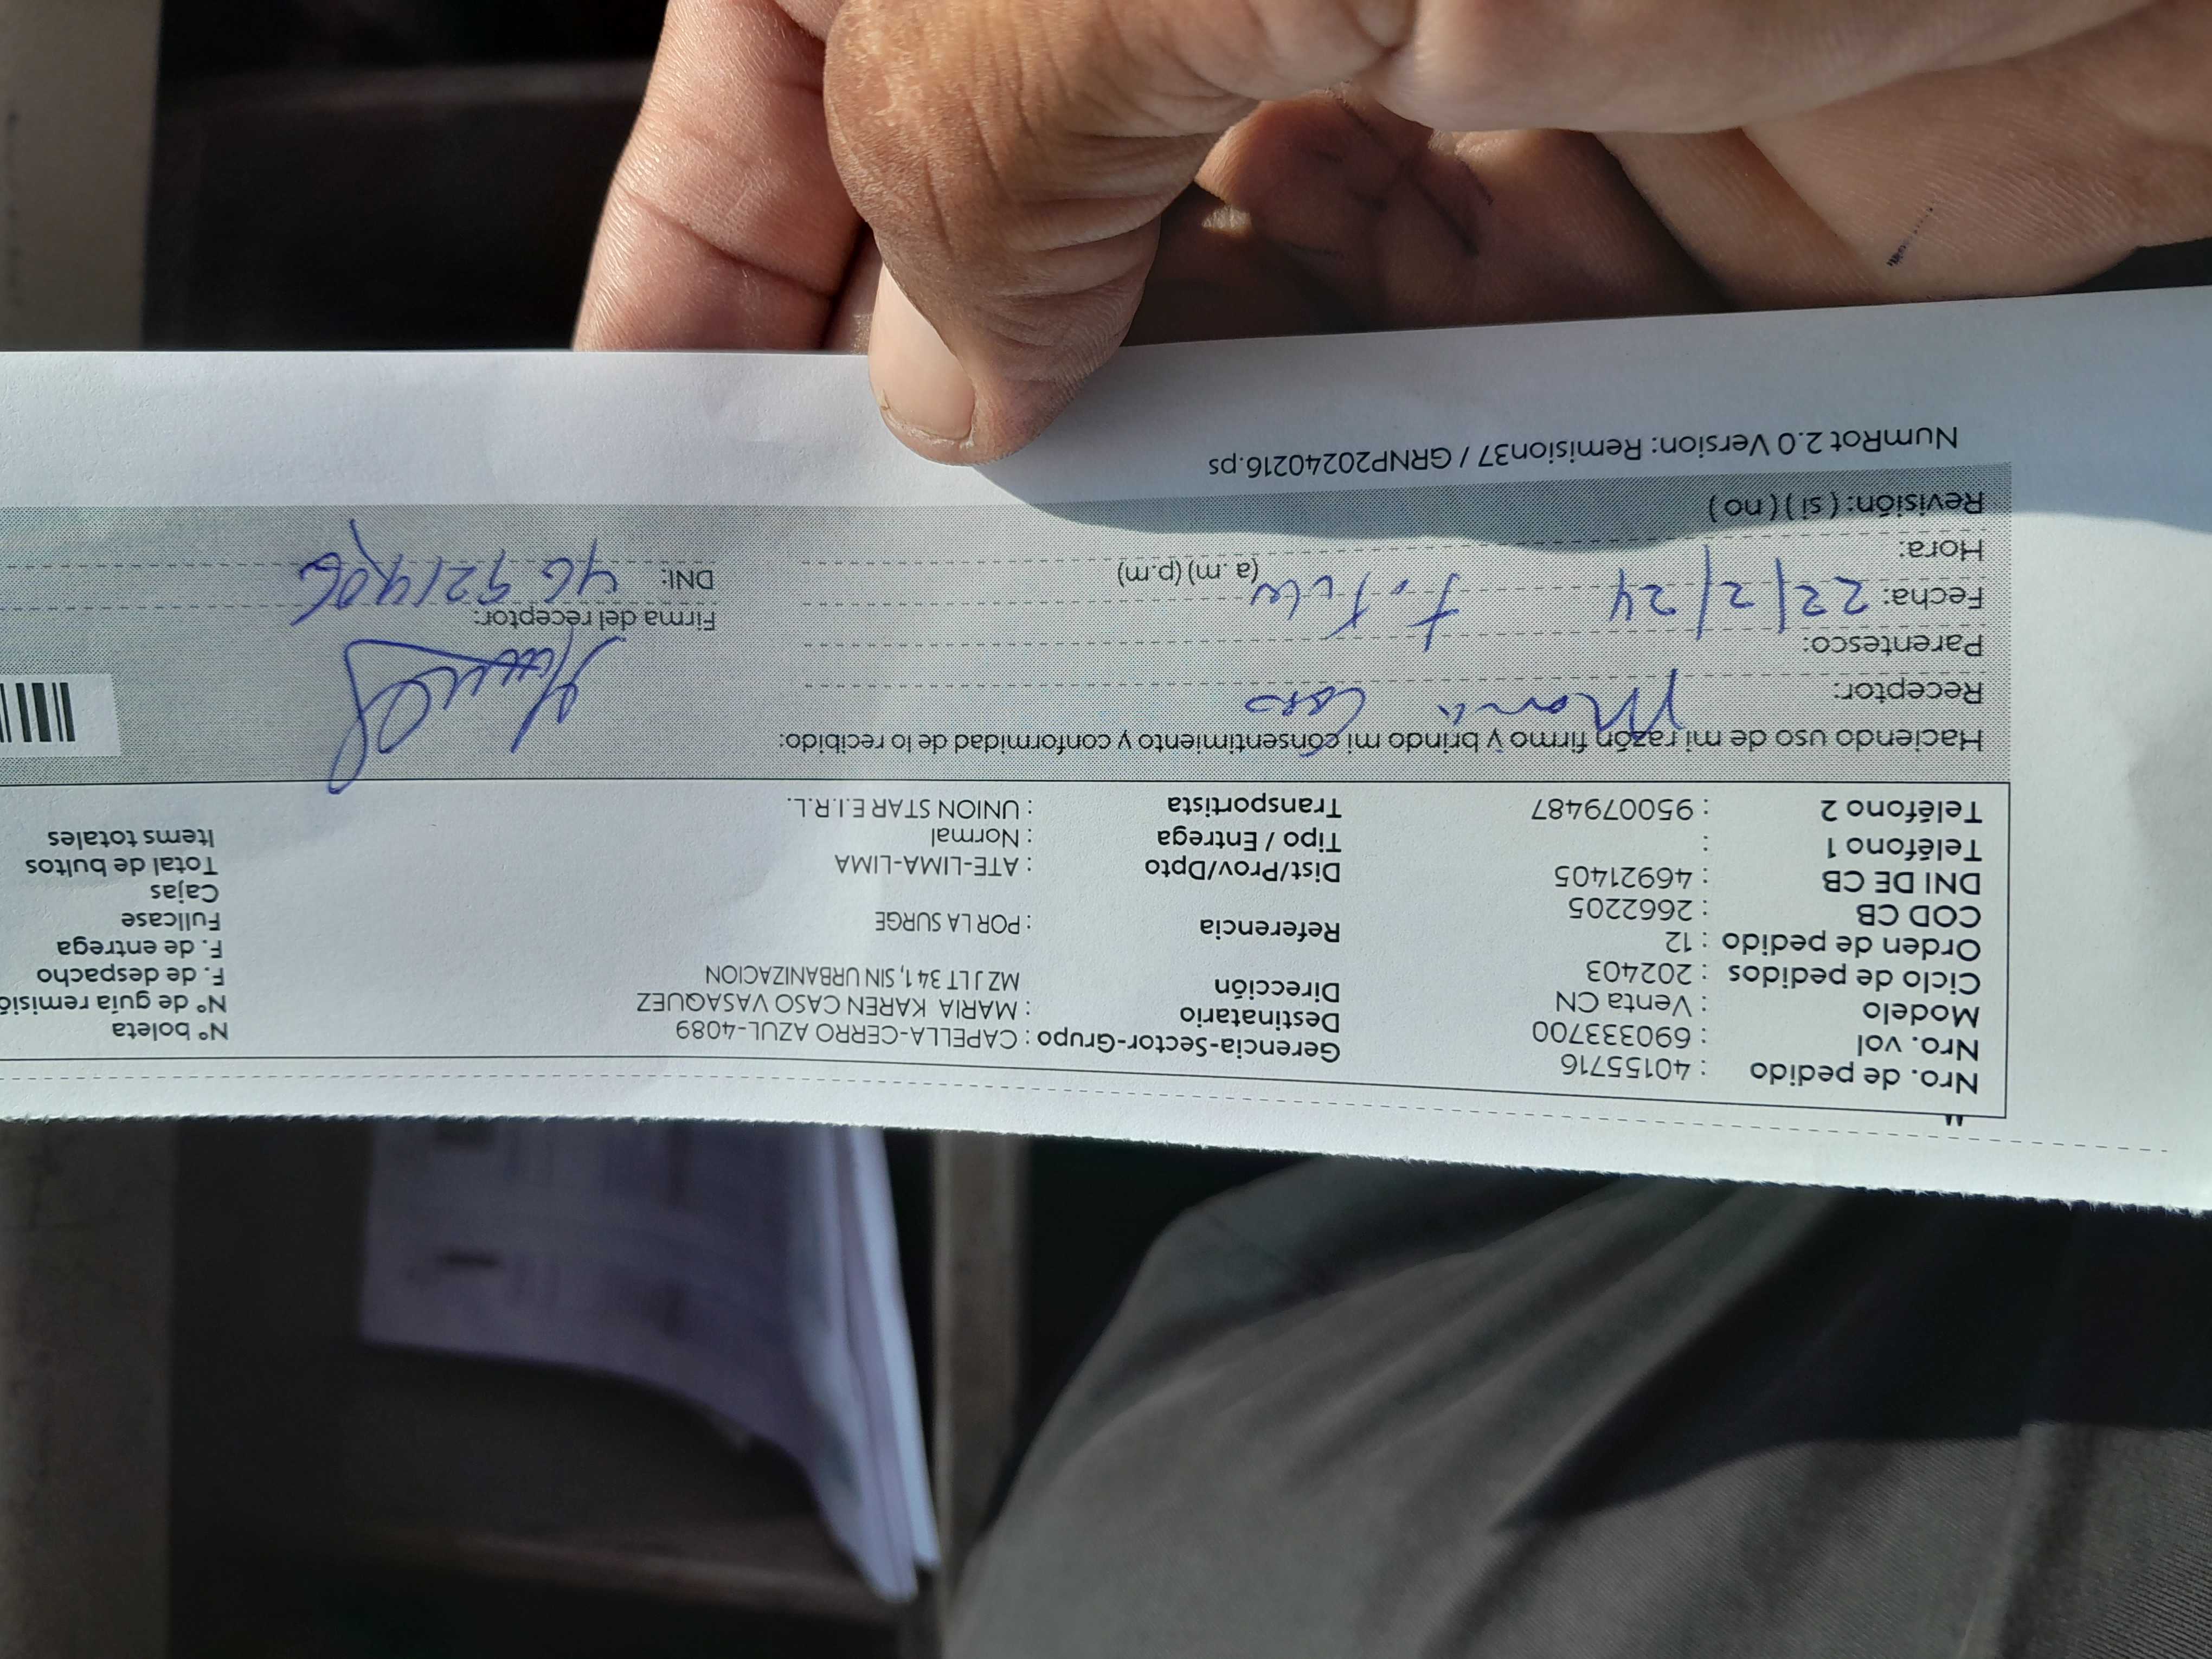 Nro. de pedido : 40155716
Nro. vol : 690333700
Modelo : Venta CN
Ciclo de pedidos : 202403
Orden de pedido : 12
COD CB : 2662205
DNI DE CB : 46921405
Teléfono 1 :
Teléfono 2 : 950079487
Gerencia-Sector-Grupo : CAPELLA-CERRO AZUL-4089
Destinatario : MARIA KAREN CASO VASAQUEZ
Dirección MZ J LT 34 1, SIN URBANIZACION
Referencia : POR LA SURGE
Dist/Prov/Dpto : ATE-LIMA-LIMA
Tipo / Entrega : Normal
Transportista : UNION STAR E.I.R.L.
Nº boleta
Nº de guía remisió
F. de despacho
F. de entrega
Fullcase
Cajas
Total de bultos
Items totales
Haciendo uso de mi razón firmo y brindo mi consentimiento y conformidad de lo recibido:
Receptor: Maria Caso
Parentesco:
Fecha: 22/2/24
Hora: (a.m) (p.m)
Revisión: ( si ) ( no )
Firma del receptor:
DNI:
NumRot 2.0 Version: Remision37 / GRNP20240216.ps